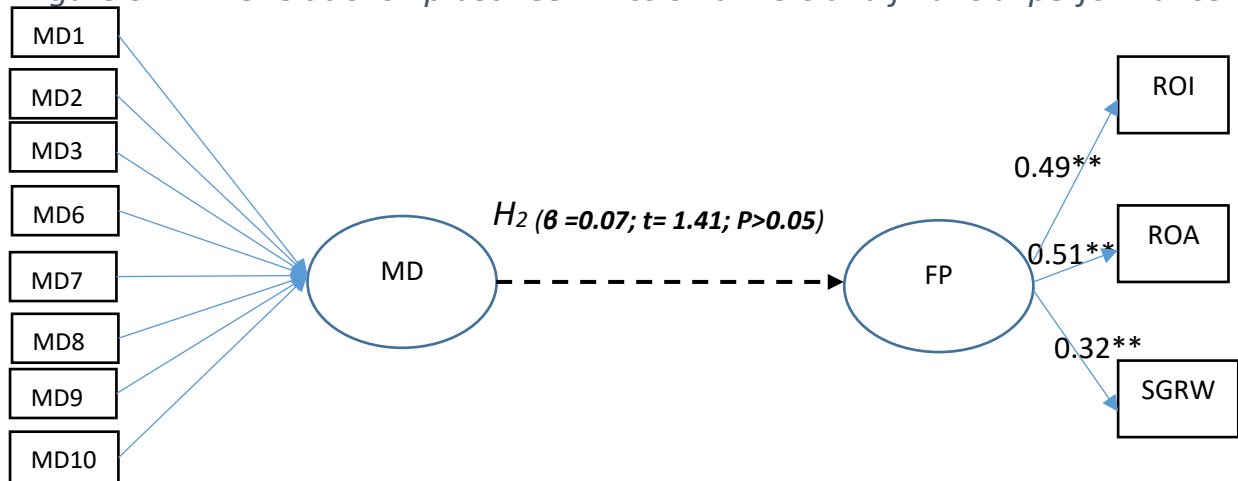 MD1
MD2
MD3
MD6
MD7
MD8
MD9
MD10
MD
H2 (β =0.07; t= 1.41; P>0.05)
FP
0.49**
0.51**
0.32**
ROI
ROA
SGRW